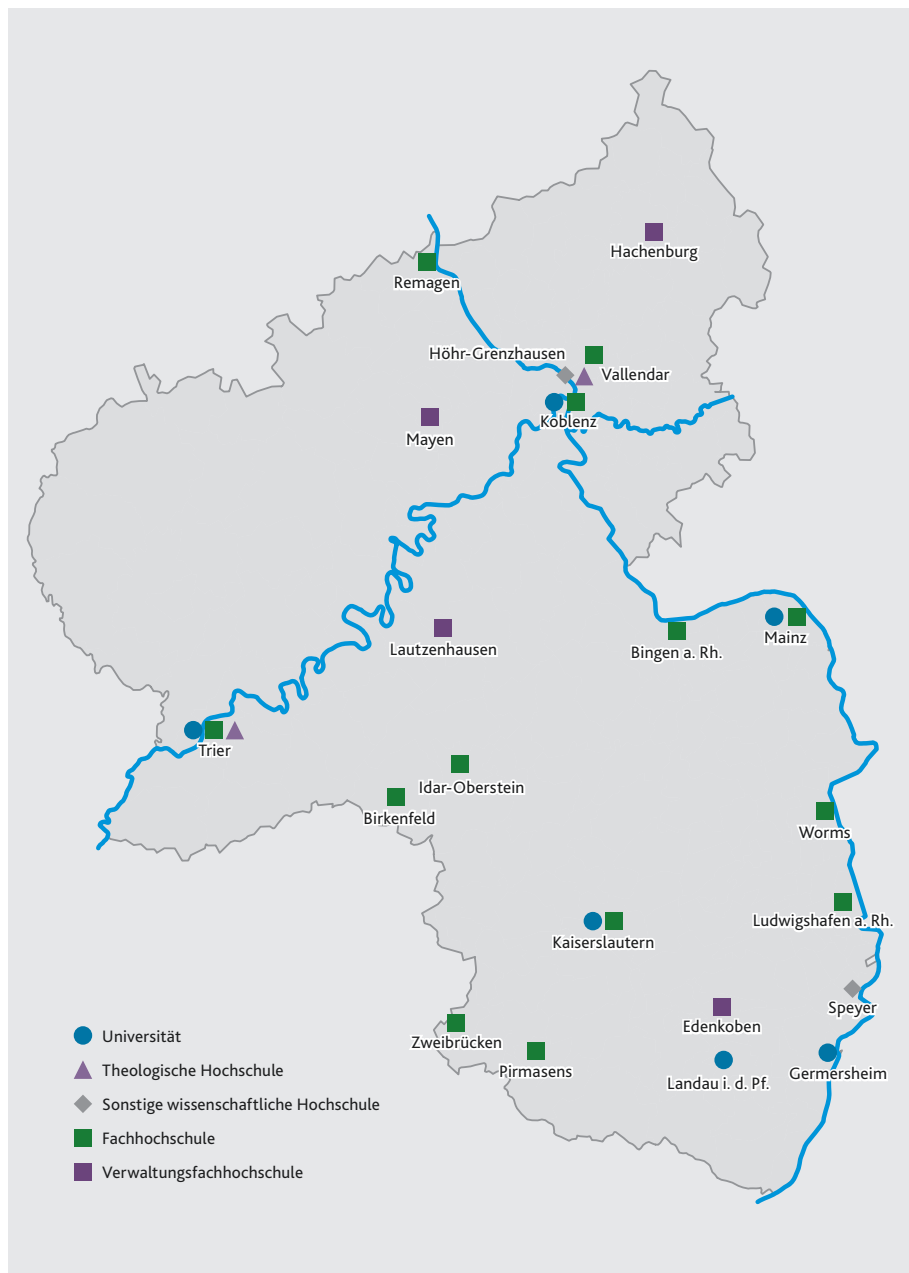 Hachenburg
Remagen
Höhr-Grenzhausen
Vallendar
Koblenz
Mayen
Mainz
Lautzenhausen
Bingen a. Rh.
Trier
Idar-Oberstein
Birkenfeld
Worms
Ludwigshafen a. Rh.
Kaiserslautern
Speyer
Edenkoben
Zweibrücken
Pirmasens
Germersheim
Landau i. d. Pf.
Universität
Theologische Hochschule
Sonstige wissenschaftliche Hochschule
Fachhochschule
Verwaltungsfachhochschule